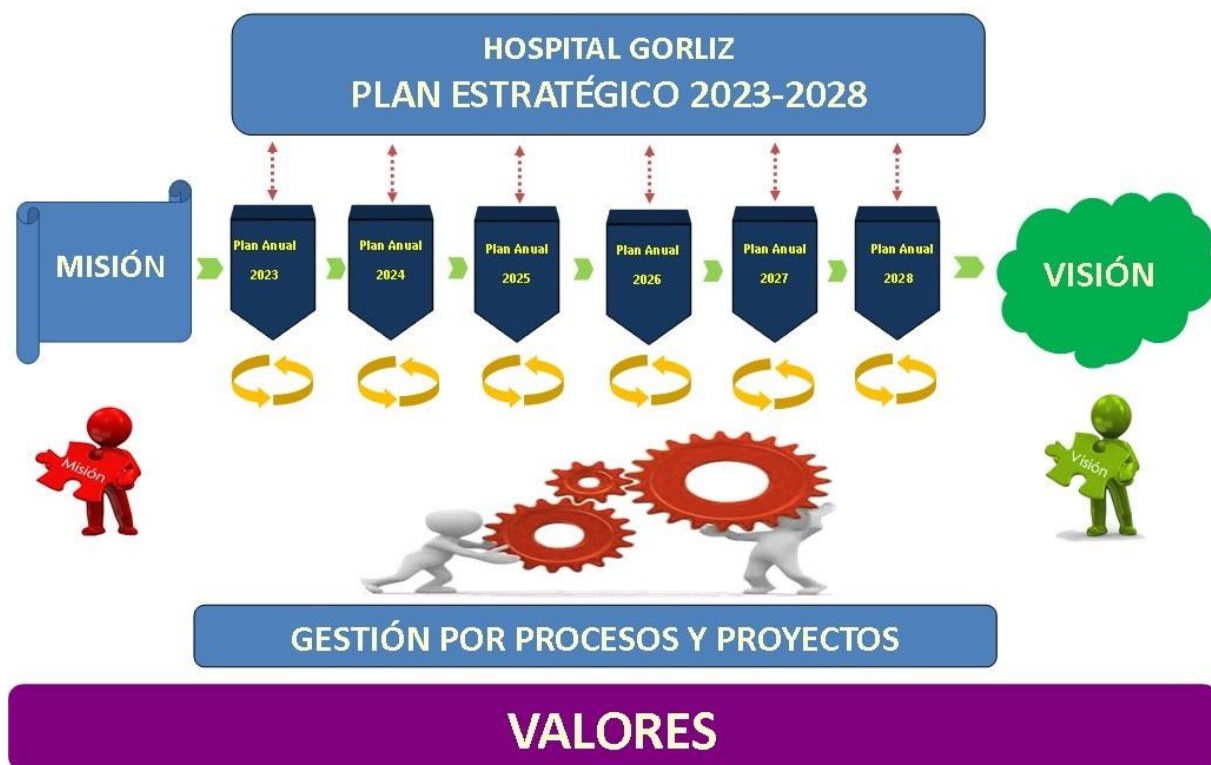 HOSPITAL GORLIZ
PLAN ESTRATÉGICO 2023-2028
MISIÓN
Plan Anual
2023
Plan Anual
2024
Plan Anual
2025
Plan Anual
2026
Plan Anual
2027
Plan Anual
2028
VISIÓN
Misión
Visión
GESTIÓN POR PROCESOS Y PROYECTOS
VALORES